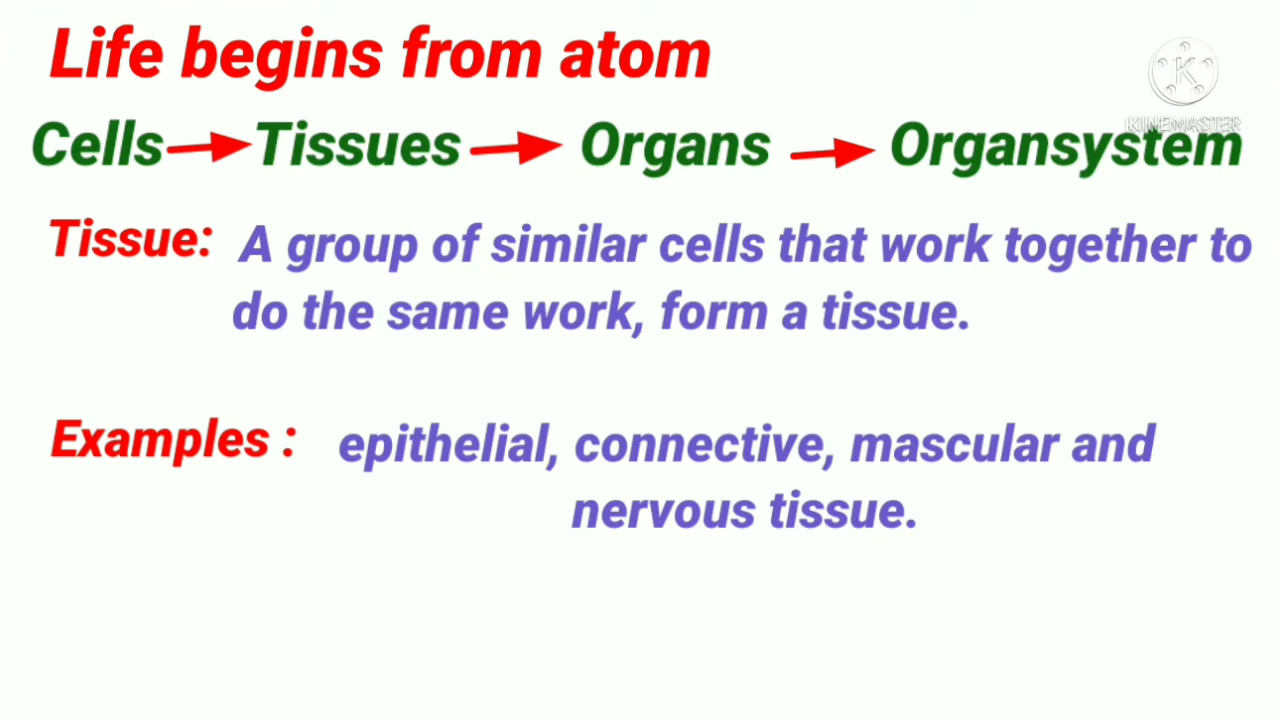 Life begins from atom
KINEMASTER
Cells → Tissues → Organs → Organsystem
Tissue: A group of similar cells that work together to
do the same work, form a tissue.
Examples : epithelial, connective, mascular and
nervous tissue.